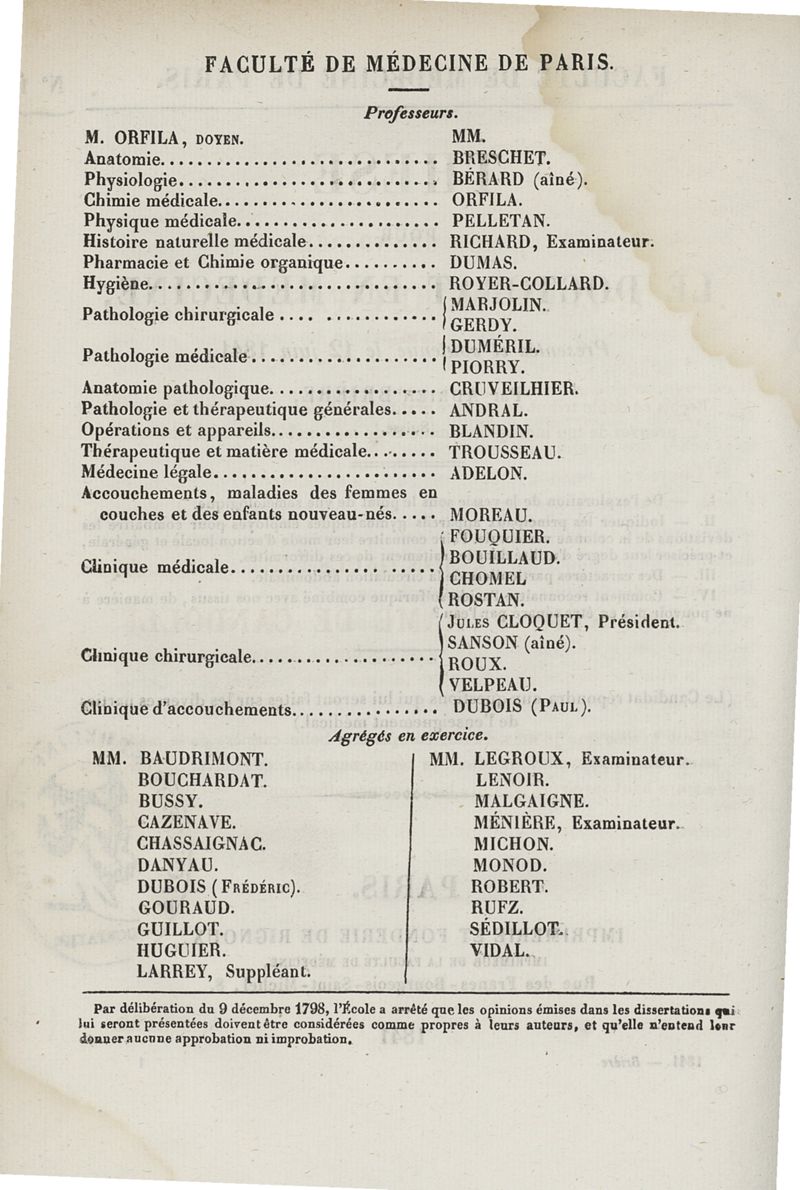 FACULTÉ DE MÉDECINE DE PARIS.
Professeurs.
M. ORFILA, DOYEN. MM.
Anatomie.............................. BRESCHET.
Physiologie............................ BÉRARD (aîné).
Chimie médicale........................ ORFILA.
Physique médicale...................... PELLETAN.
Histoire naturelle médicale.............. RICHARD, Examinateur.
Pharmacie et Chimie organique.......... DUMAS.
Hygiène............................... ROYER-COLLARD.
Pathologie chirurgicale .... ............ MARJOLIN.
GERDY.
Pathologie médicale.................... DUMÉRIL.
PIORRY.
Anatomie pathologique.................. CRUVEILHIER.
Pathologie et thérapeutique générales..... ANDRAL.
Opérations et appareils.................. BLANDIN.
Thérapeutique et matière médicale........ TROUSSEAU.
Médecine légale........................ ADELON.
Accouchements, maladies des femmes en
couches et des enfants nouveau-nés..... MOREAU.
Clinique médicale................ ..... FOUQUIER.
BOUILLAUD.
CHOMEL
ROSTAN.
Clinique chirurgicale.................... JULES CLOQUET, Président.
SANSON (aîné).
ROUX.
VELPEAU.
Clinique d'accouchements................ DUBOIS (PAUL).
Agrégés en exercice.
MM. BAUDRIMONT.
BOUCHARDAT.
BUSSY.
CAZENAVE.
CHASSAIGNAC.
DANYAU.
DUBOIS (FRÉDÉRIC).
GOURAUD.
GUILLOT.
HUGUIER.
LARREY, Suppléant.
MM. LEGROUX, Examinateur.
LENOIR.
MALGAIGNE.
MÉNIÈRE, Examinateur.
MICHON.
MONOD.
ROBERT.
RUFZ.
SÉDILLOT.
VIDAL.
Par délibération du 9 décembre 1798, l'École a arrêté que les opinions émises dans les dissertations qui
lui seront présentées doivent être considérées comme propres à leurs auteurs, et qu'elle n'entend leur
donner aucune approbation ni improbation.